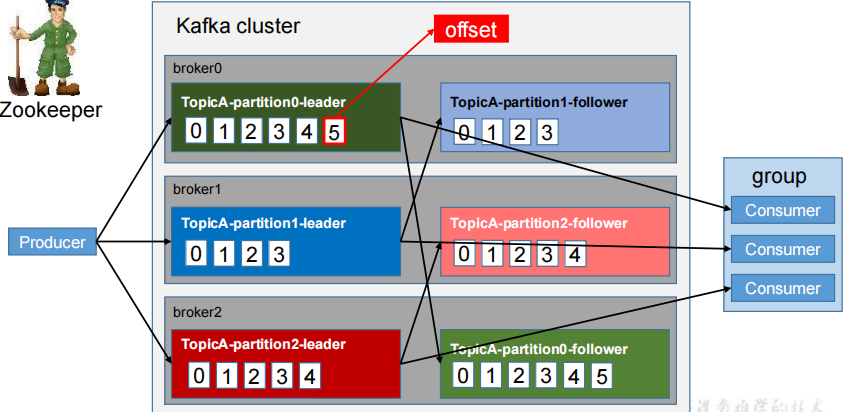 Kafka cluster
offset
Zookeeper
broker0
TopicA-partition0-leader
0 1 2 3 4 5
TopicA-partition1-follower
0 1 2 3
broker1
TopicA-partition1-leader
0 1 2 3
TopicA-partition2-follower
0 1 2 3 4
broker2
TopicA-partition2-leader
0 1 2 3 4
TopicA-partition0-follower
0 1 2 3 4 5
Producer
group
Consumer
Consumer
Consumer